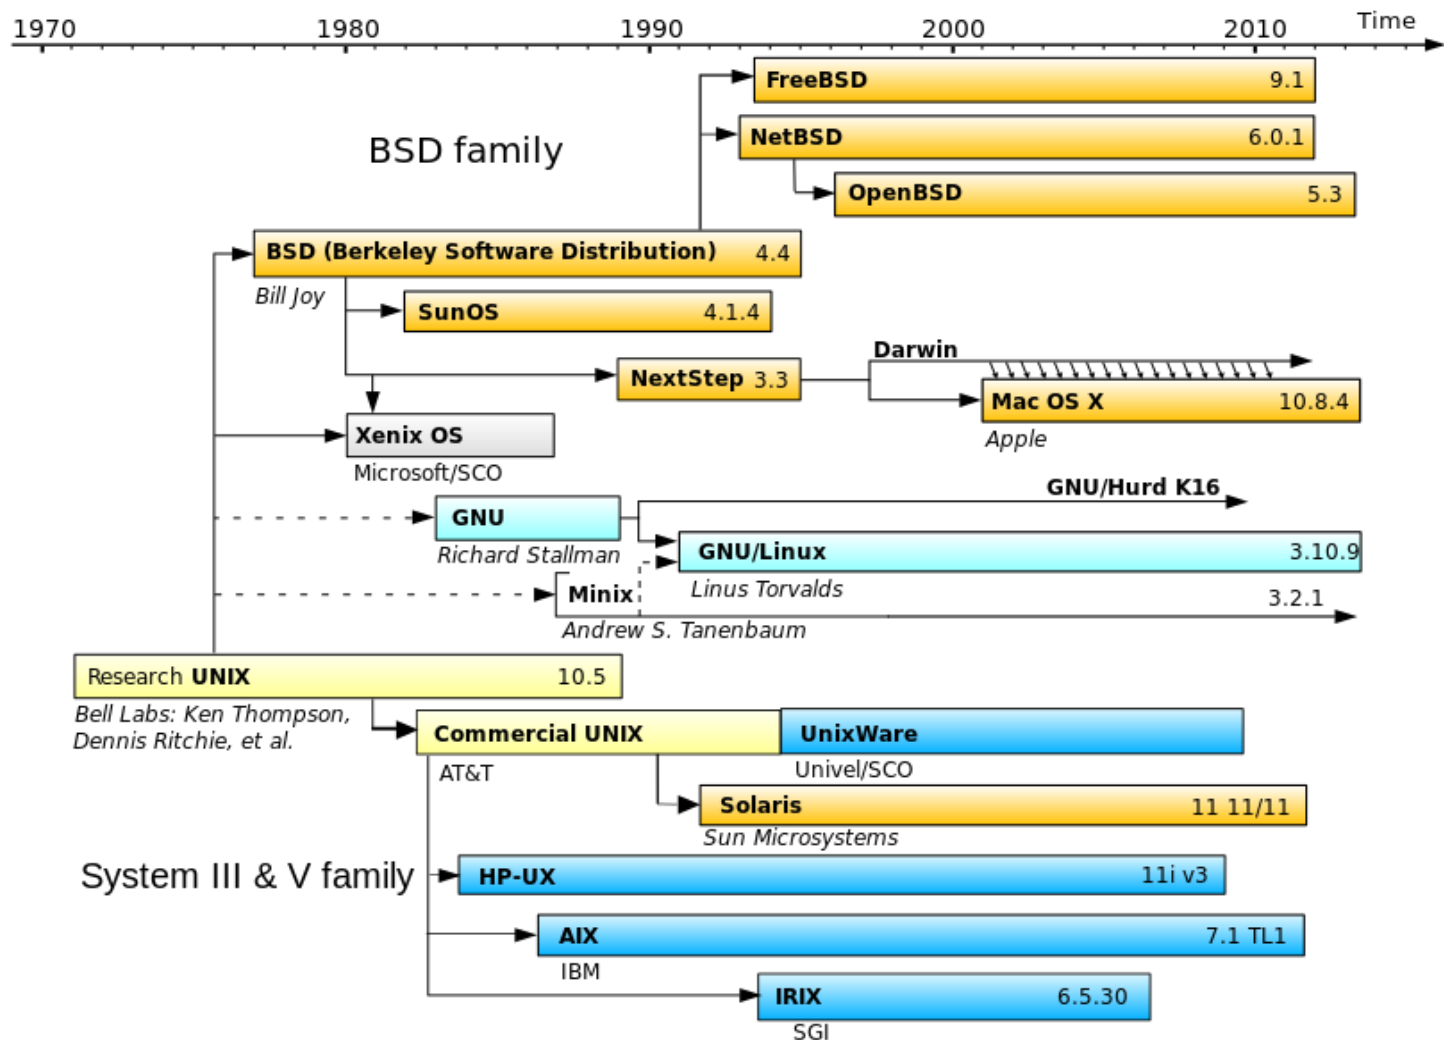 1970 1980 1990 2000 2010 Time
FreeBSD 9.1
BSD family
NetBSD 6.0.1
OpenBSD 5.3
BSD (Berkeley Software Distribution) 4.4
Bill Joy
SunOS 4.1.4
Darwin
NextStep 3.3
Mac OS X 10.8.4
Apple
Xenix OS
Microsoft/SCO
GNU/Hurd K16
GNU
Richard Stallman
GNU/Linux 3.10.9
Linus Torvalds
Minix 3.2.1
Andrew S. Tanenbaum
Research UNIX 10.5
Bell Labs: Ken Thompson,
Dennis Ritchie, et al.
Commercial UNIX
UnixWare
AT&T
Univel/SCO
Solaris 11 11/11
Sun Microsystems
System III & V family
HP-UX 11i v3
AIX 7.1 TL1
IBM
IRIX 6.5.30
SGI